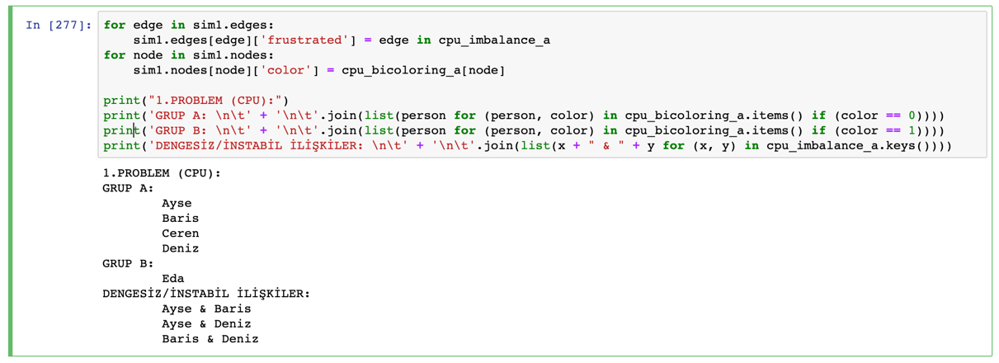 In [277]: for edge in sim1.edges:
    sim1.edges[edge]['frustrated'] = edge in cpu_imbalance_a
for node in sim1.nodes:
    sim1.nodes[node]['color'] = cpu_bicoloring_a[node]

print("1.PROBLEM (CPU):")
print('GRUP A: \n\t' + '\n\t'.join(list(person for (person, color) in cpu_bicoloring_a.items() if (color == 0))))
print('GRUP B: \n\t' + '\n\t'.join(list(person for (person, color) in cpu_bicoloring_a.items() if (color == 1))))
print('DENGESİZ/İNSTABİL İLİŞKİLER: \n\t' + '\n\t'.join(list(x + " & " + y for (x, y) in cpu_imbalance_a.keys())))
1.PROBLEM (CPU):
GRUP A:
        Ayse
        Baris
        Ceren
        Deniz
GRUP B:
        Eda
DENGESİZ/İNSTABİL İLİŞKİLER:
        Ayse & Baris
        Ayse & Deniz
        Baris & Deniz